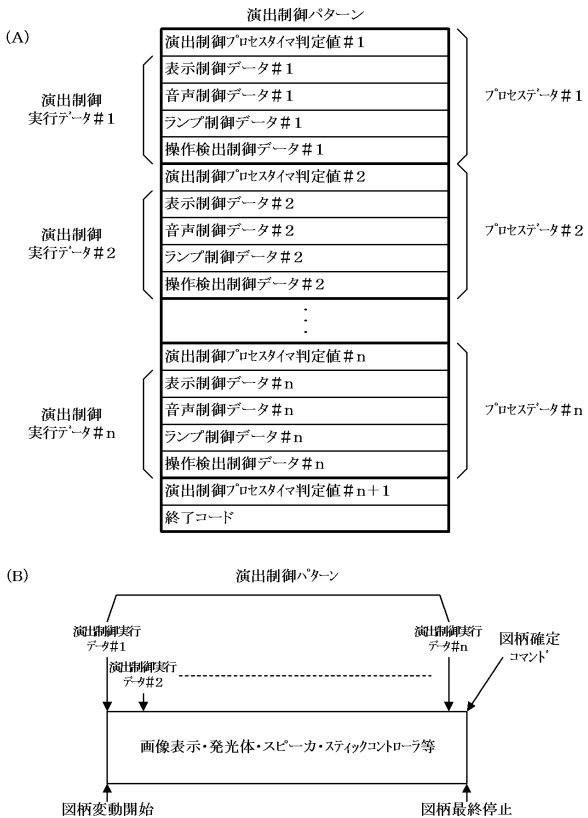 演出制御パターン
(A)
演出制御プロセスタイマ判定値#1
表示制御データ#1
音声制御データ#1
ランプ制御データ#1
操作検出制御データ#1
演出制御
実行データ#1
プロセスデータ#1
演出制御プロセスタイマ判定値#2
表示制御データ#2
音声制御データ#2
ランプ制御データ#2
操作検出制御データ#2
演出制御
実行データ#2
プロセスデータ#2
⋮
演出制御プロセスタイマ判定値#n
表示制御データ#n
音声制御データ#n
ランプ制御データ#n
操作検出制御データ#n
演出制御
実行データ#n
プロセスデータ#n
演出制御プロセスタイマ判定値#n+1
終了コード
(B)
演出制御パターン
演出制御実行
データ#1
演出制御実行
データ#2
演出制御実行
データ#n
図柄確定
コマンド
画像表示・発光体・スピーカ・スティックコントローラ等
図柄変動開始
図柄最終停止